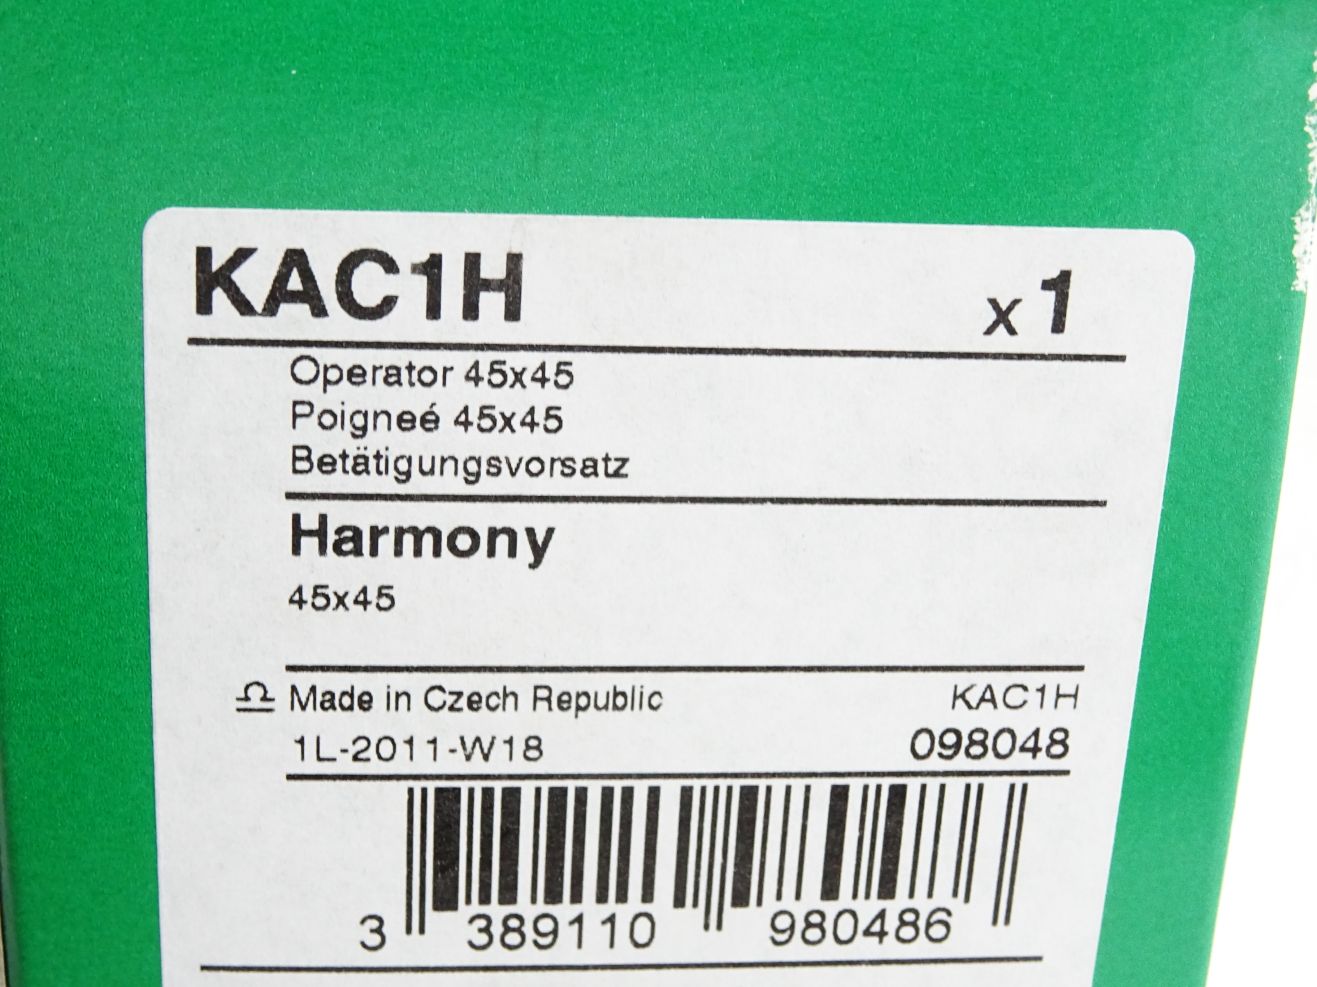 KAC1H x 1
Operator 45x45
Poigneé 45x45
Betätigungsvorsatz
Harmony
45x45
Made in Czech Republic KAC1H
1L-2011-W18 098048
3 389110 980486